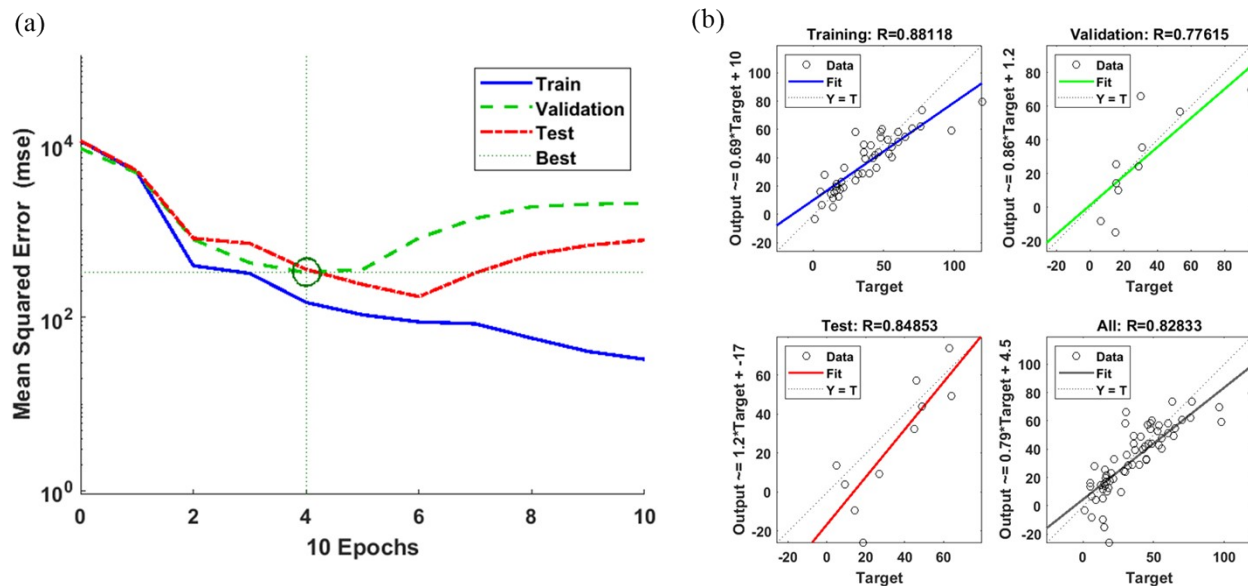 (a)
Mean Squared Error (mse)
10^4
10^2
10^0
Train
Validation
Test
Best
0 2 4 6 8 10
10 Epochs
(b)
Training: R=0.88118
Output ~= 0.69*Target + 10
100
80
60
40
20
0
-20
Data
Fit
Y = T
0 50 100
Target
Validation: R=0.77615
Output ~= 0.86*Target + 1.2
80
60
40
20
0
-20
Data
Fit
Y = T
-20 0 20 40 60 80
Target
Test: R=0.84853
Output ~= 1.2*Target + -17
60
40
20
0
-20
Data
Fit
Y = T
-20 0 20 40 60
Target
All: R=0.82833
Output ~= 0.79*Target + 4.5
100
80
60
40
20
0
-20
Data
Fit
Y = T
0 50 100
Target